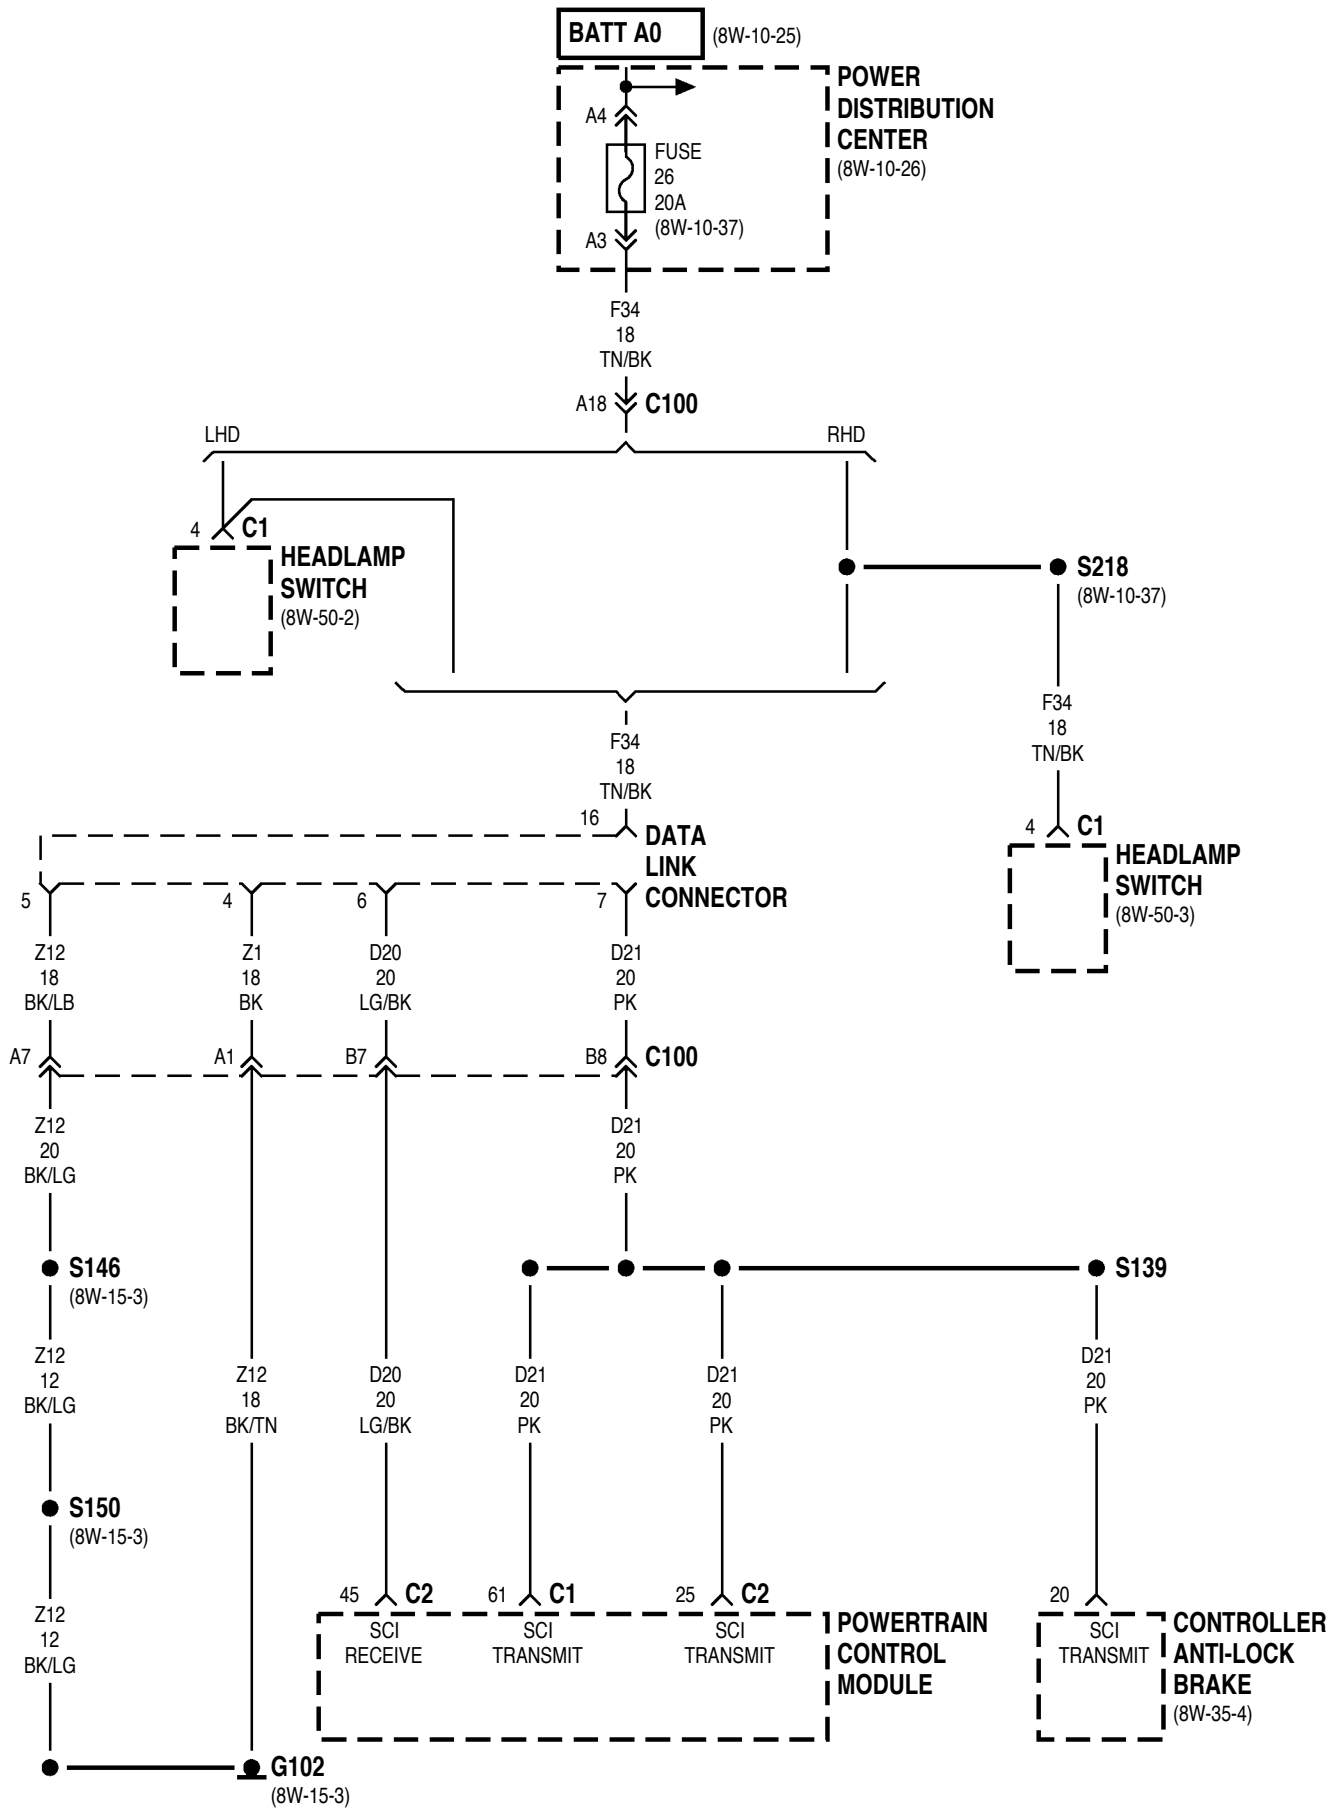 BATT A0 (8W-10-25)
POWER
DISTRIBUTION
CENTER
(8W-10-26)
A4
FUSE
26
20A
(8W-10-37)
A3
F34
18
TN/BK
A18 C100
LHD
RHD
4 C1
HEADLAMP
SWITCH
(8W-50-2)
S218
(8W-10-37)
F34
18
TN/BK
F34
18
TN/BK
16
DATA
LINK
CONNECTOR
4 C1
HEADLAMP
SWITCH
(8W-50-3)
5 4 6 7
Z12
18
BK/LB
Z1
18
BK
D20
20
LG/BK
D21
20
PK
A7 A1 B7 B8 C100
Z12
20
BK/LG
D21
20
PK
S146
(8W-15-3)
S139
Z12
12
BK/LG
Z12
18
BK/TN
D20
20
LG/BK
D21
20
PK
D21
20
PK
D21
20
PK
S150
(8W-15-3)
Z12
12
BK/LG
45 C2
61 C1
25 C2
20
SCI
RECEIVE
SCI
TRANSMIT
SCI
TRANSMIT
POWERTRAIN
CONTROL
MODULE
SCI
TRANSMIT
CONTROLLER
ANTI-LOCK
BRAKE
(8W-35-4)
G102
(8W-15-3)